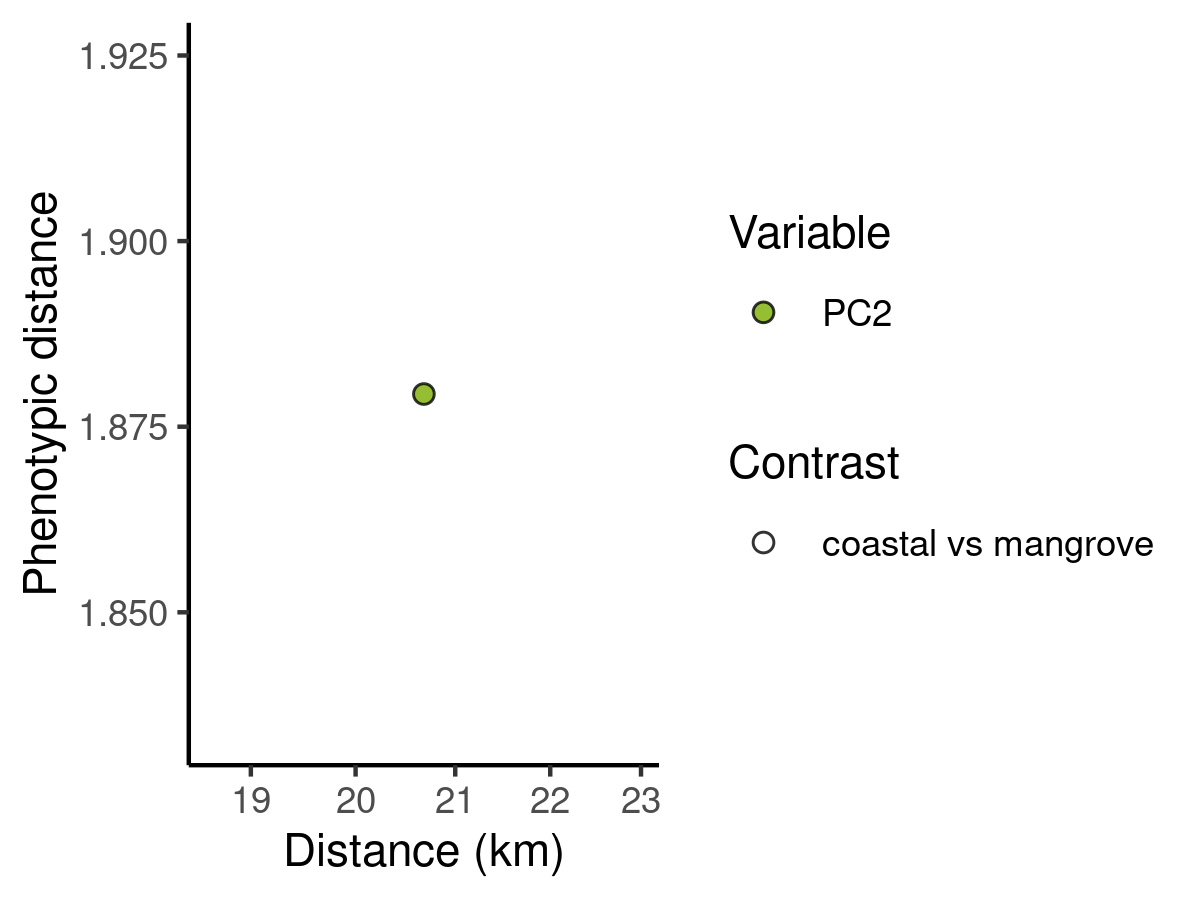 Phenotypic distance
1.925
1.900
1.875
1.850
19 20 21 22 23
Distance (km)
Variable
PC2
Contrast
coastal vs mangrove